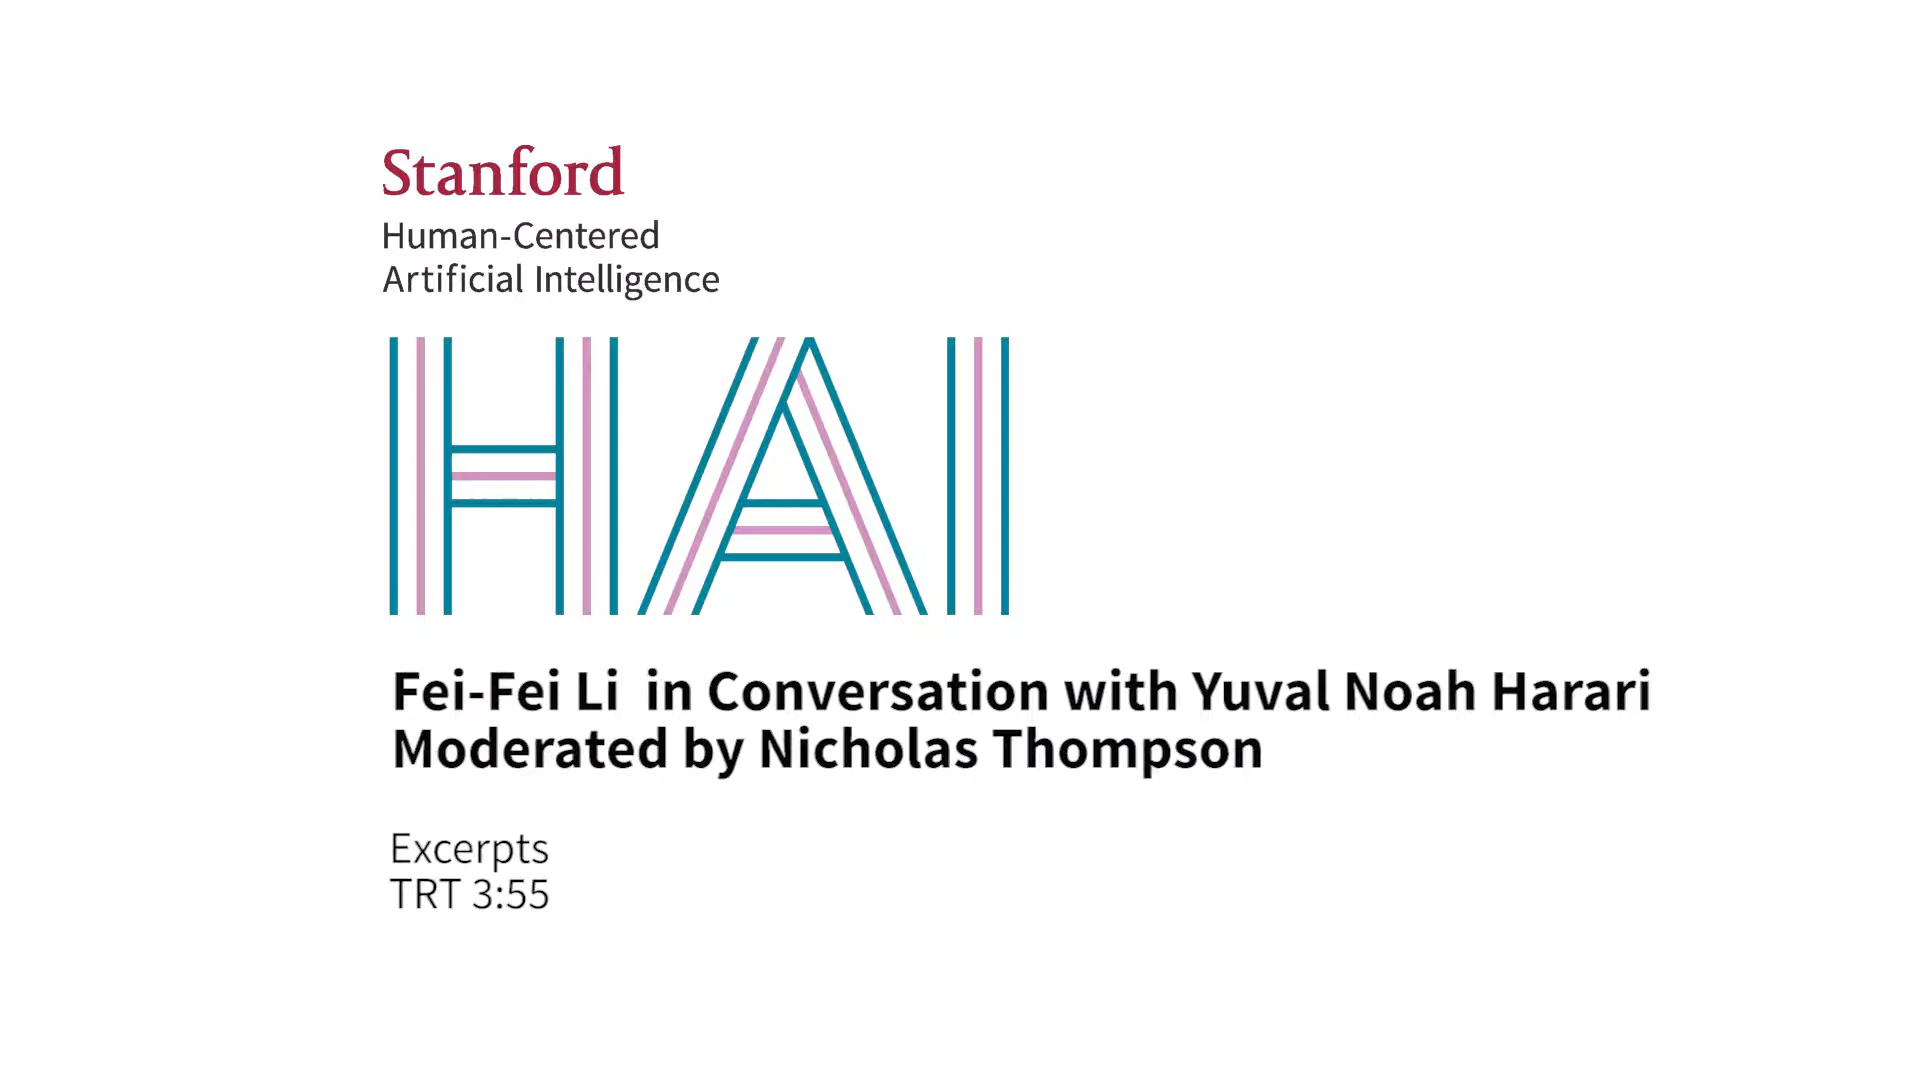 Stanford
Human-Centered
Artificial Intelligence
HAI
Fei-Fei Li  in Conversation with Yuval Noah Harari
Moderated by Nicholas Thompson
Excerpts
TRT 3:55